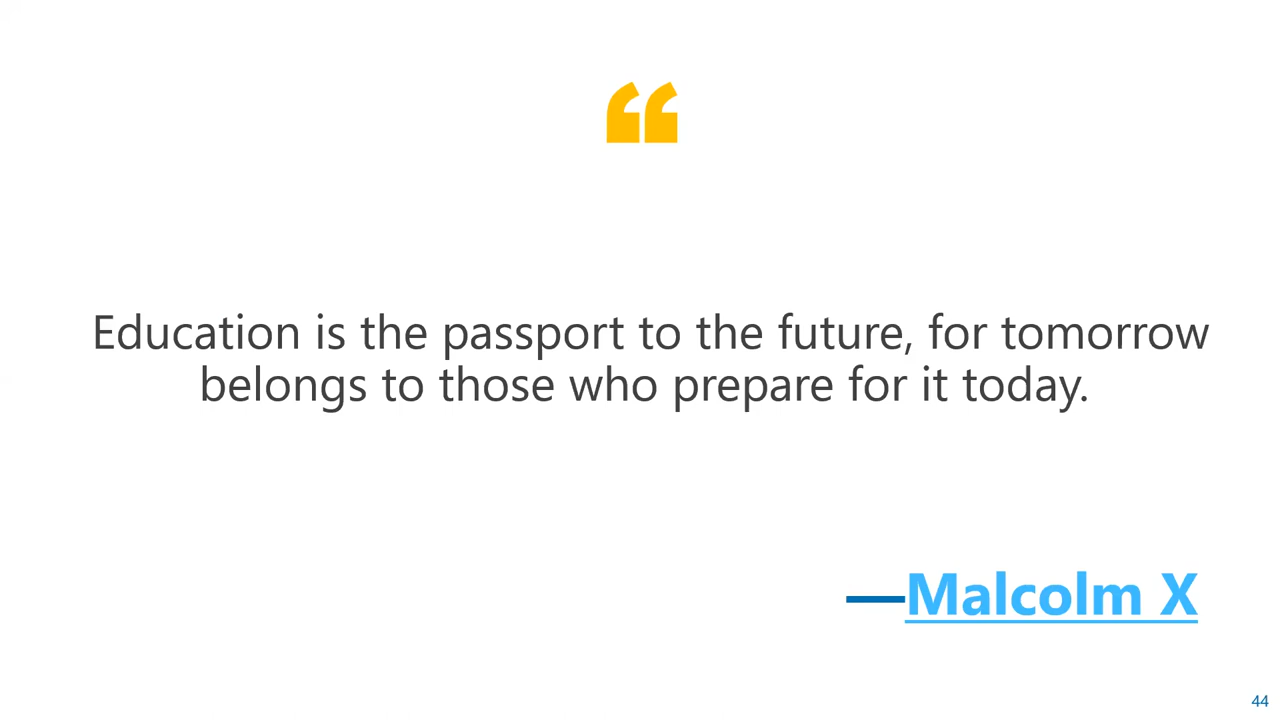 “
Education is the passport to the future, for tomorrow
belongs to those who prepare for it today.
—Malcolm X
44